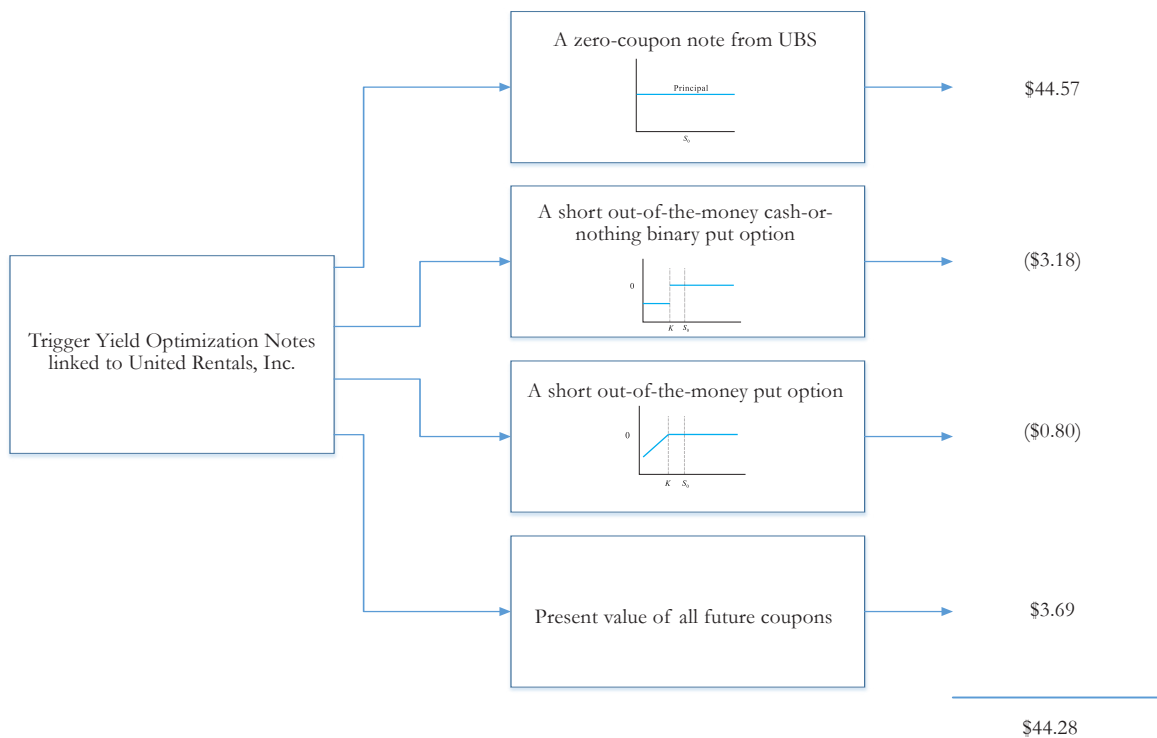 A zero-coupon note from UBS
Principal
S₀
$44.57
A short out-of-the-money cash-or-
nothing binary put option
0
K S₀
($3.18)
Trigger Yield Optimization Notes
linked to United Rentals, Inc.
A short out-of-the-money put option
0
K S₀
($0.80)
Present value of all future coupons
$3.69
$44.28